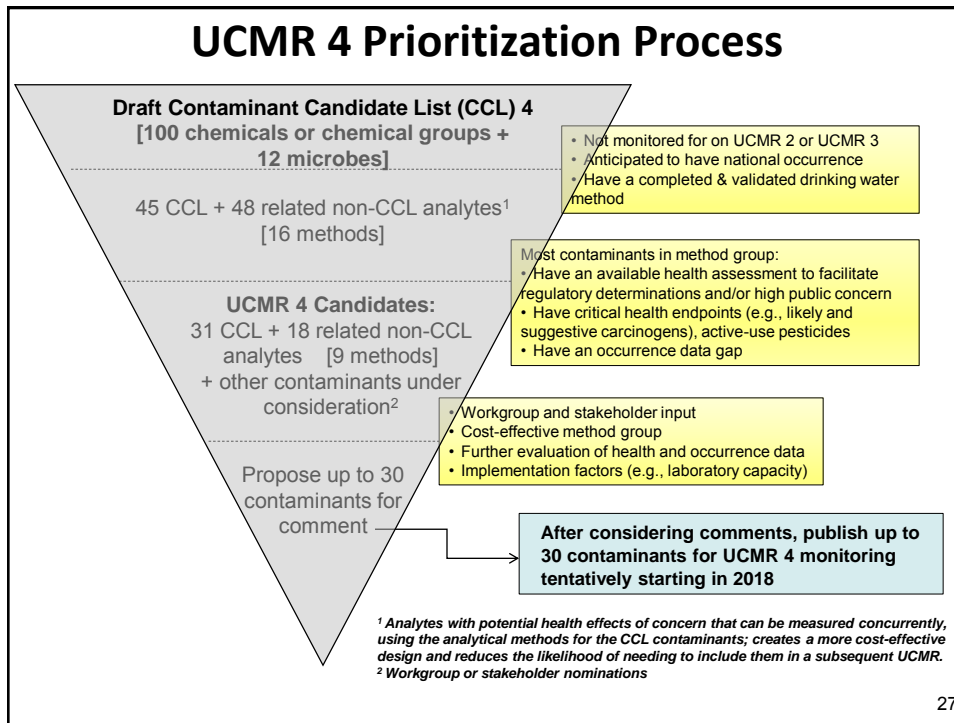 UCMR 4 Prioritization Process
Draft Contaminant Candidate List (CCL) 4
[100 chemicals or chemical groups +
12 microbes]
• Not monitored for on UCMR 2 or UCMR 3
• Anticipated to have national occurrence
• Have a completed & validated drinking water
method
45 CCL + 48 related non-CCL analytes¹
[16 methods]
Most contaminants in method group:
• Have an available health assessment to facilitate
regulatory determinations and/or high public concern
• Have critical health endpoints (e.g., likely and
suggestive carcinogens), active-use pesticides
• Have an occurrence data gap
UCMR 4 Candidates:
31 CCL + 18 related non-CCL
analytes [9 methods]
+ other contaminants under
consideration²
• Workgroup and stakeholder input
• Cost-effective method group
• Further evaluation of health and occurrence data
• Implementation factors (e.g., laboratory capacity)
Propose up to 30
contaminants for
comment
After considering comments, publish up to
30 contaminants for UCMR 4 monitoring
tentatively starting in 2018
¹ Analytes with potential health effects of concern that can be measured concurrently,
using the analytical methods for the CCL contaminants; creates a more cost-effective
design and reduces the likelihood of needing to include them in a subsequent UCMR.
² Workgroup or stakeholder nominations
27